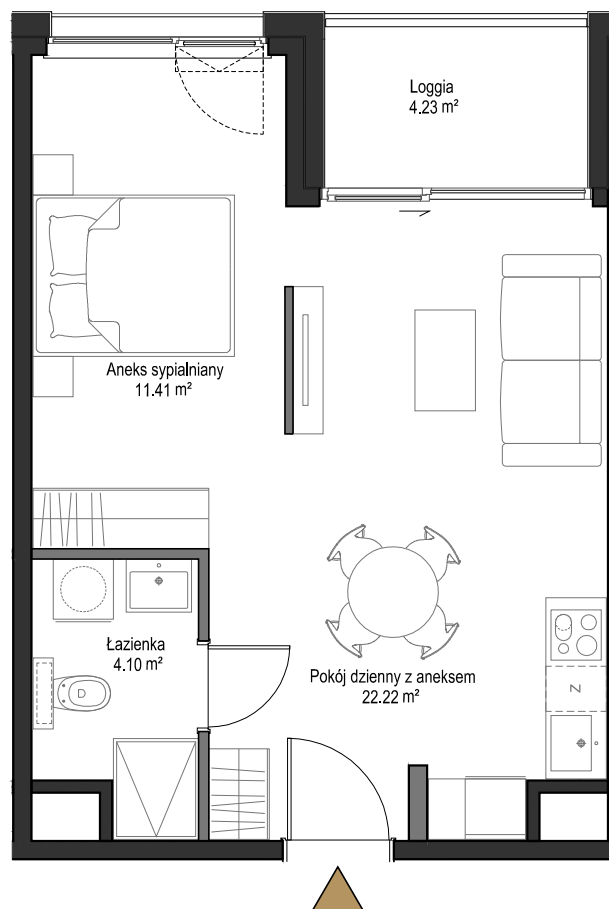 Loggia
4.23 m²
Aneks sypialniany
11.41 m²
Łazienka
4.10 m²
Pokój dzienny z aneksem
22.22 m²
Z